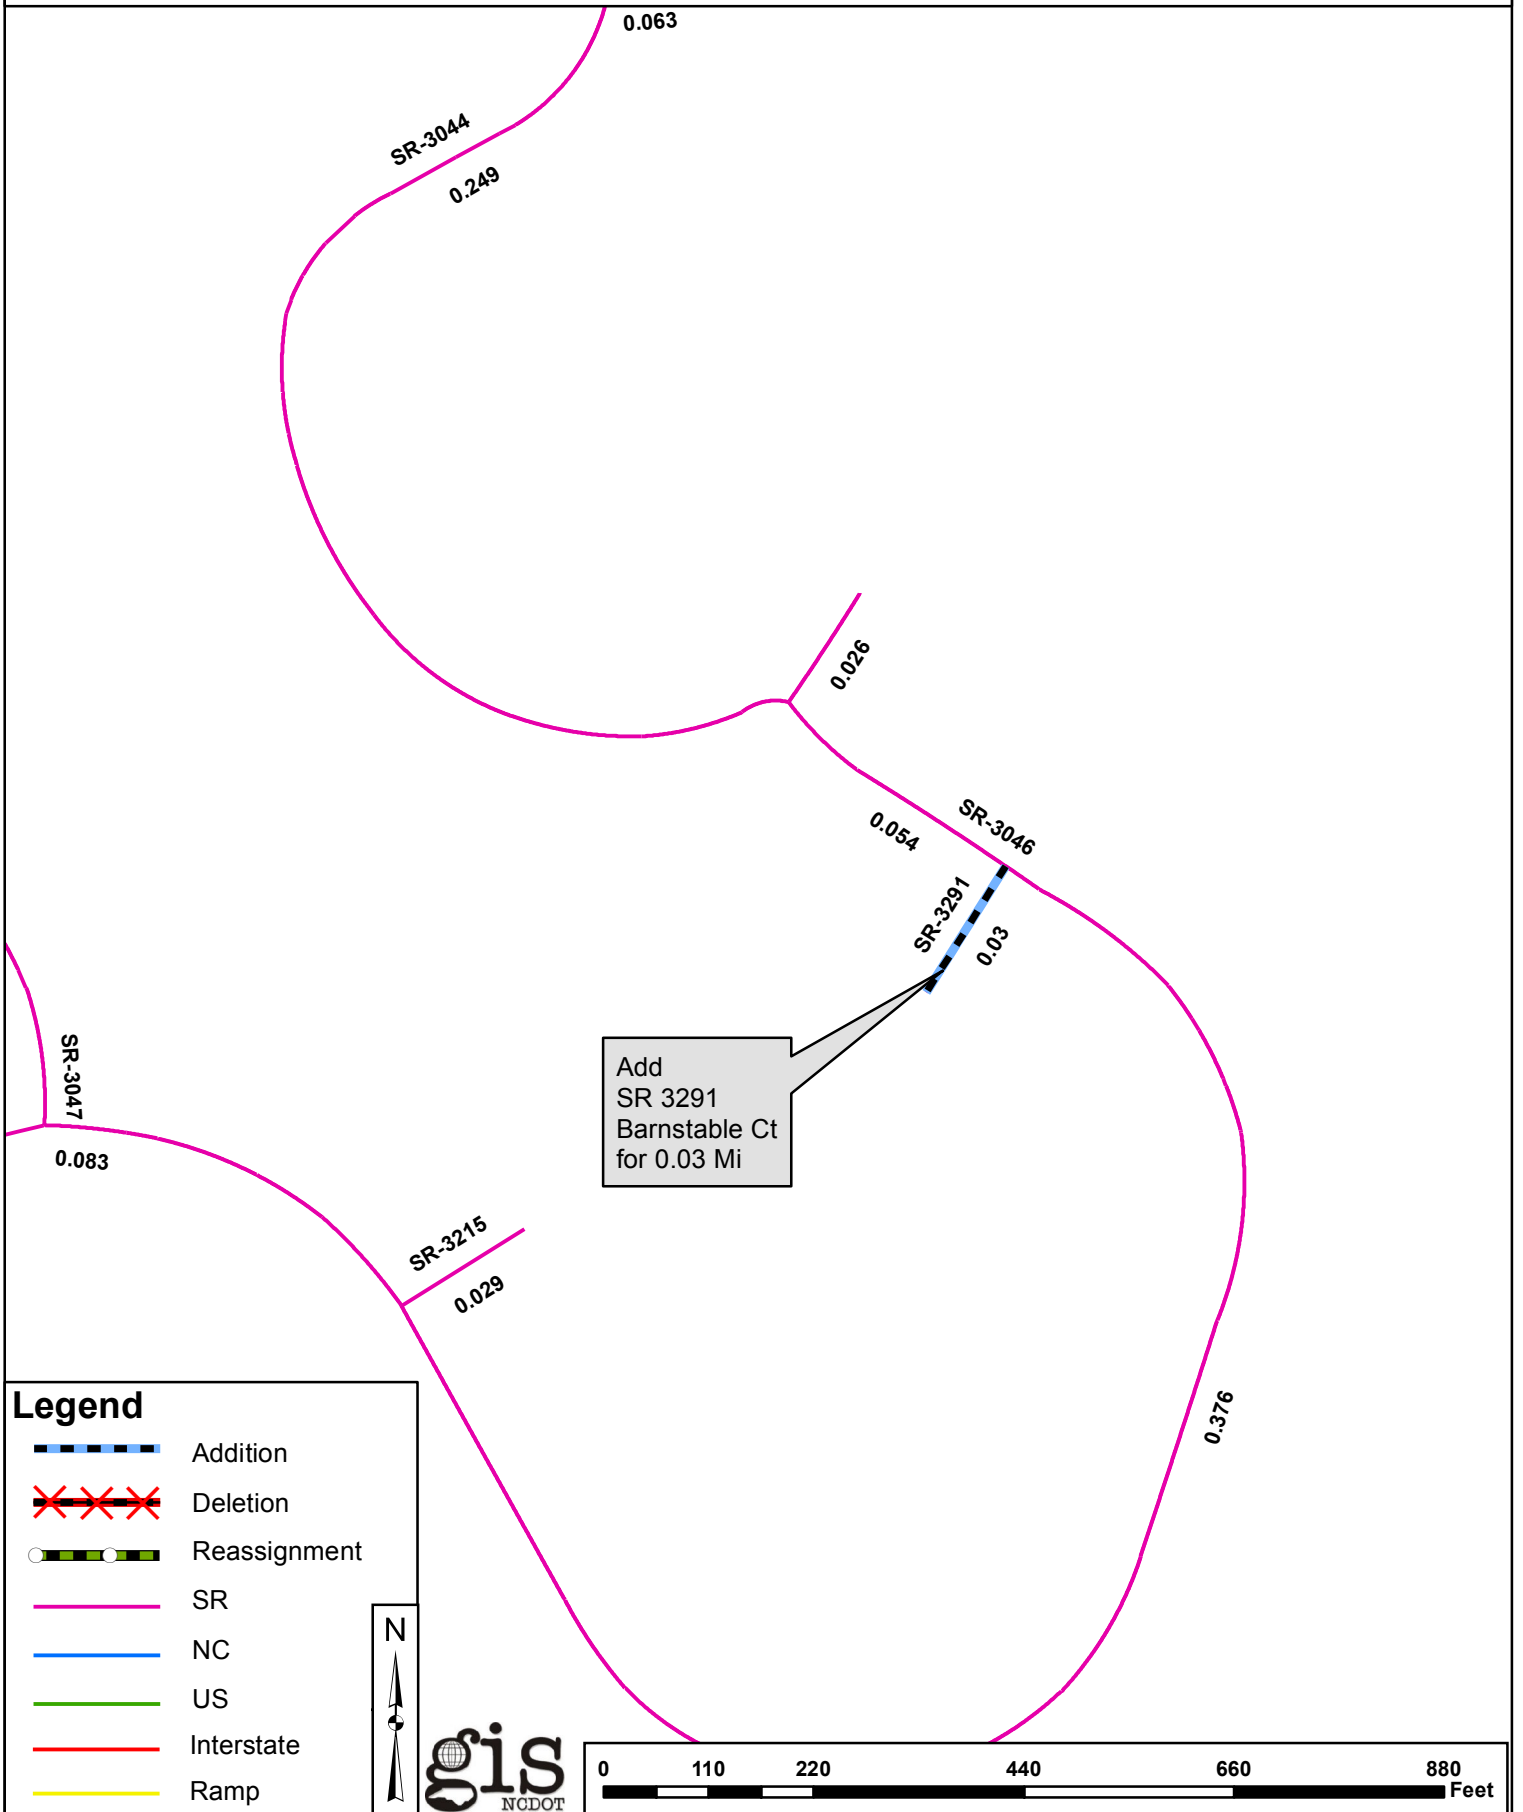 0.063
SR-3044
0.249
0.026
SR-3046
0.054
SR-3291
0.03
SR-3047
Add
SR 3291
Barnstable Ct
for 0.03 Mi
0.083
SR-3215
0.029
0.376
Legend
Addition
Deletion
Reassignment
SR
NC
US
Interstate
Ramp
N
gis
NCDOT
0 110 220 440 660 880
Feet